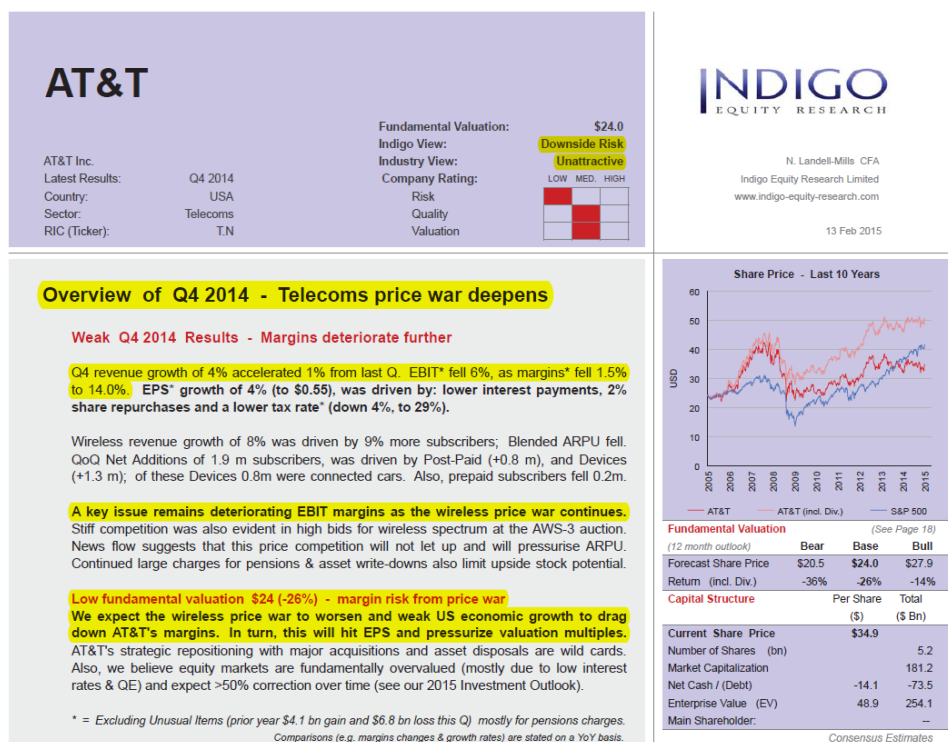 AT&T
Fundamental Valuation: $24.0
Indigo View: Downside Risk
Industry View: Unattractive
Company Rating: LOW MED. HIGH
Risk
Quality
Valuation
AT&T Inc.
Latest Results: Q4 2014
Country: USA
Sector: Telecoms
RIC (Ticker): T.N
INDIGO
EQUITY RESEARCH
N. Landell-Mills CFA
Indigo Equity Research Limited
www.indigo-equity-research.com
13 Feb 2015
Overview of Q4 2014 - Telecoms price war deepens
Weak Q4 2014 Results - Margins deteriorate further
Q4 revenue growth of 4% accelerated 1% from last Q. EBIT* fell 6%, as margins* fell 1.5%
to 14.0%. EPS* growth of 4% (to $0.55), was driven by: lower interest payments, 2%
share repurchases and a lower tax rate* (down 4%, to 29%).
Wireless revenue growth of 8% was driven by 9% more subscribers; Blended ARPU fell.
QoQ Net Additions of 1.9 m subscribers, was driven by Post-Paid (+0.8 m), and Devices
(+1.3 m); of these Devices 0.8m were connected cars. Also, prepaid subscribers fell 0.2m.
A key issue remains deteriorating EBIT margins as the wireless price war continues.
Stiff competition was also evident in high bids for wireless spectrum at the AWS-3 auction.
News flow suggests that this price competition will not let up and will pressurise ARPU.
Continued large charges for pensions & asset write-downs also limit upside stock potential.
Low fundamental valuation $24 (-26%) - margin risk from price war
We expect the wireless price war to worsen and weak US economic growth to drag
down AT&T's margins. In turn, this will hit EPS and pressurize valuation multiples.
AT&T's strategic repositioning with major acquisitions and asset disposals are wild cards.
Also, we believe equity markets are fundamentally overvalued (mostly due to low interest
rates & QE) and expect >50% correction over time (see our 2015 Investment Outlook).
* = Excluding Unusual Items (prior year $4.1 bn gain and $6.8 bn loss this Q) mostly for pensions charges.
Comparisons (e.g. margins changes & growth rates) are stated on a YoY basis.
Share Price - Last 10 Years
60
50
40
30
20
10
0
USD
2005 2006 2007 2008 2009 2010 2011 2012 2013 2014 2015
AT&T AT&T (incl. Div.) S&P 500
Fundamental Valuation (See Page 18)
(12 month outlook) Bear Base Bull
Forecast Share Price $20.5 $24.0 $27.9
Return (incl. Div.) -36% -26% -14%
Capital Structure Per Share Total
($) ($ Bn)
Current Share Price $34.9
Number of Shares (bn) 5.2
Market Capitalization 181.2
Net Cash / (Debt) -14.1 -73.5
Enterprise Value (EV) 48.9 254.1
Main Shareholder: --
Consensus Estimates